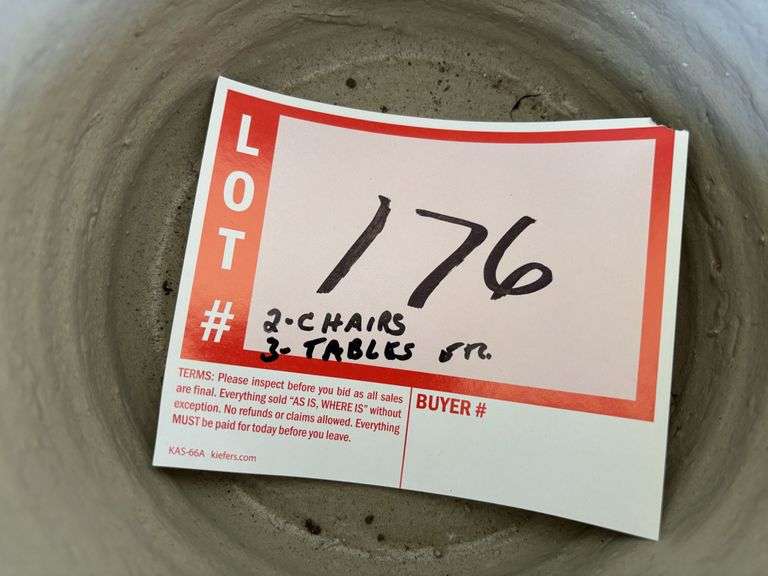 LOT #
176
2-CHAIRS
3-TABLES ETC.
TERMS: Please inspect before you bid as all sales
are final. Everything sold "AS IS, WHERE IS" without
exception. No refunds or claims allowed. Everything
MUST be paid for today before you leave.
KAS-66A kiefers.com
BUYER #